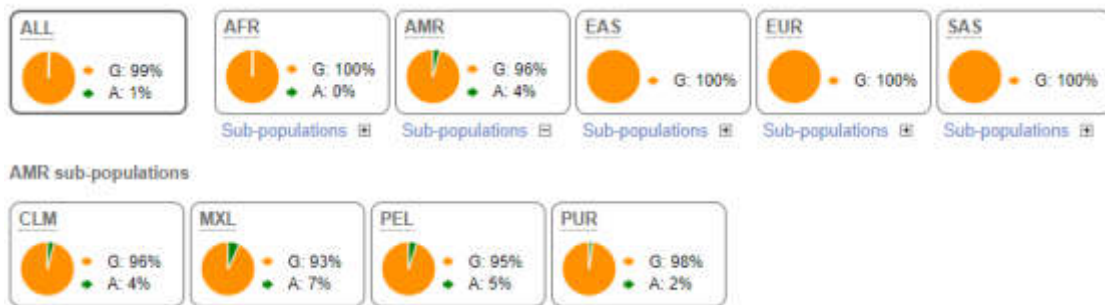 ALL
G: 99%
A: 1%
AFR
G: 100%
A: 0%
AMR
G: 96%
A: 4%
EAS
G: 100%
EUR
G: 100%
SAS
G: 100%
Sub-populations
Sub-populations
Sub-populations
Sub-populations
Sub-populations
AMR sub-populations
CLM
G: 96%
A: 4%
MXL
G: 93%
A: 7%
PEL
G: 95%
A: 5%
PUR
G: 98%
A: 2%